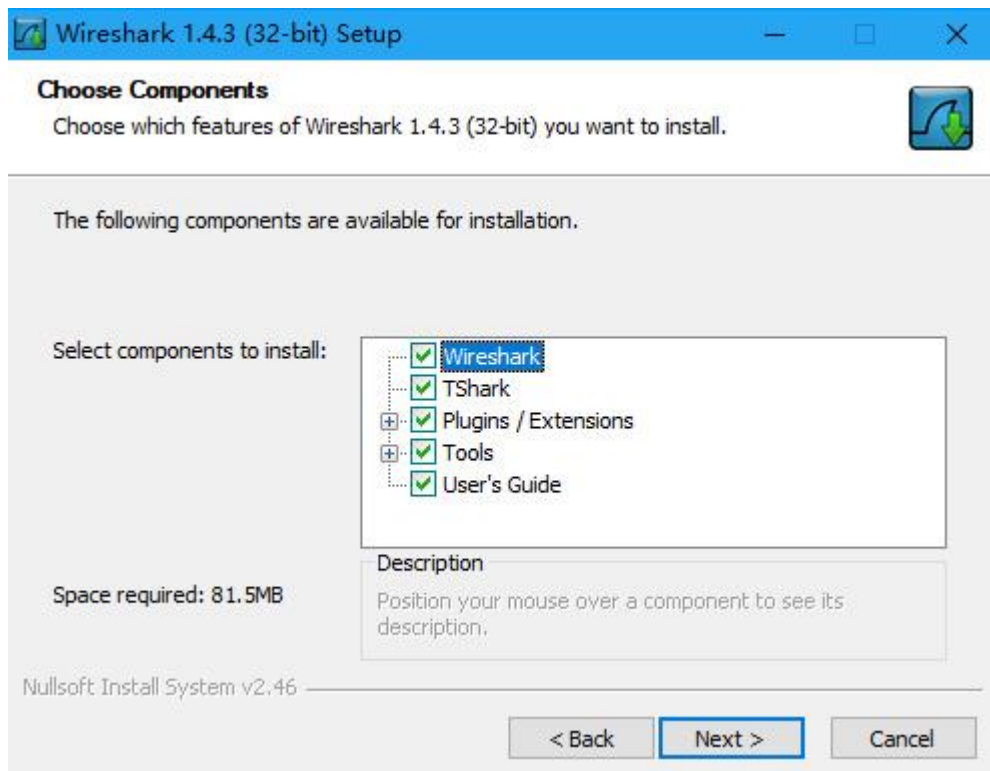 Wireshark 1.4.3 (32-bit) Setup
Choose Components
Choose which features of Wireshark 1.4.3 (32-bit) you want to install.
The following components are available for installation.
Select components to install:
Wireshark
TShark
Plugins / Extensions
Tools
User's Guide
Space required: 81.5MB
Description
Position your mouse over a component to see its
description.
Nullsoft Install System v2.46
< Back
Next >
Cancel